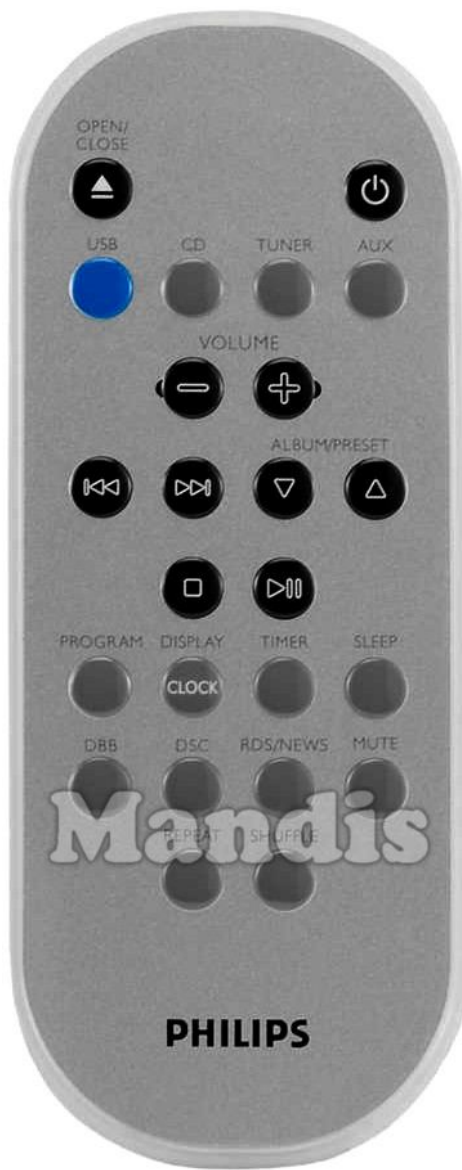 OPEN/
CLOSE
USB CD TUNER AUX
VOLUME
ALBUM/PRESET
PROGRAM DISPLAY TIMER SLEEP
CLOCK
DBB DSC RDS/NEWS MUTE
Mandis
REPEAT SHUFFLE
PHILIPS